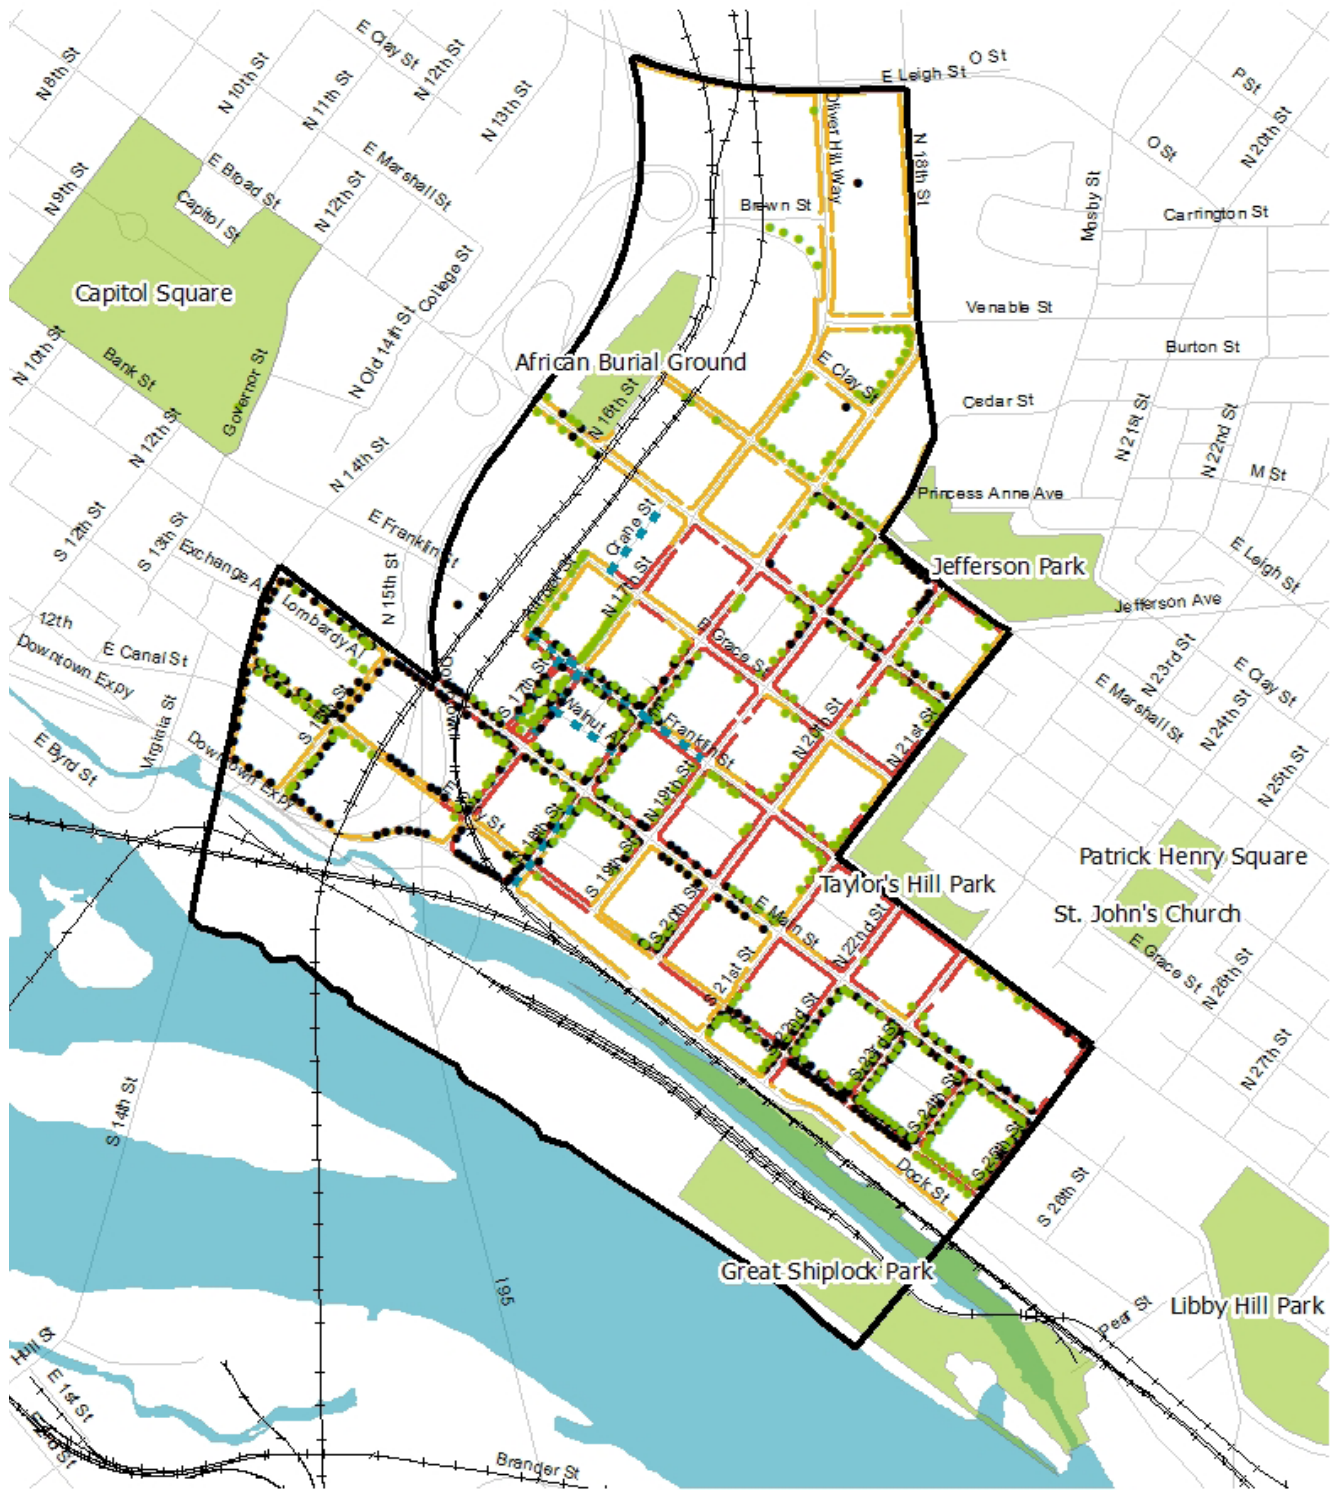 N 8th St
E Clay St
N 10th St
N 11th St
N 12th St
N 13th St
O St
E Leigh St
P St
N 20th St
O St
N 9th St
E Broad St
Capitol St
N 12th St
E Marshall St
Oliver Hill Way
N 18th St
Brown St
Mosby St
Carrington St
Capitol Square
College St
N Old 14th St
Venable St
Burton St
N 10th St
Bank St
Governor St
African Burial Ground
E Clay St
N 16th St
Cedar St
N 21st St
N 22nd St
M St
N 12th St
N 14th St
Princess Anne Ave
S 12th St
S 13th St
E Franklin St
Crane St
E Leigh St
Exchange Al
N 15th St
N 17th St
Jefferson Park
Jefferson Ave
Lombardy Al
12th
E Canal St
Downtown Expy
E Grace St
N 23rd St
E Clay St
E Marshall St
N 24th St
S 17th St
Walnut Al
Franklin St
N 20th St
N 21st St
Virginia St
E Byrd St
Downtown Expy
N 25th St
N 19th St
S 18th St
S 19th St
Patrick Henry Square
Taylor's Hill Park
St. John's Church
S 20th St
E Main St
N 22nd St
E Grace St
N 26th St
S 21st St
S 22nd St
S 23rd St
N 27th St
S 14th St
S 24th St
S 25th St
Dock St
S 26th St
Great Shiplock Park
I 95
Libby Hill Park
Pear St
Hull St
E 1st St
E 2nd St
Brander St